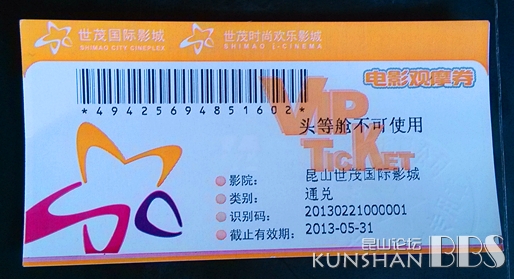 世茂国际影城 世茂时尚欢乐影城
SHIMAO CITY CINEPLEX SHIMAO i-CINEMA
电影观摩券
*494256948516 02*
VIP
TICKET
头等舱不可使用
影院： 昆山世茂国际影城
类别： 通兑
识别码： 20130221000001
截止有效期： 2013-05-31
昆山论坛
KUNSHAN BBS